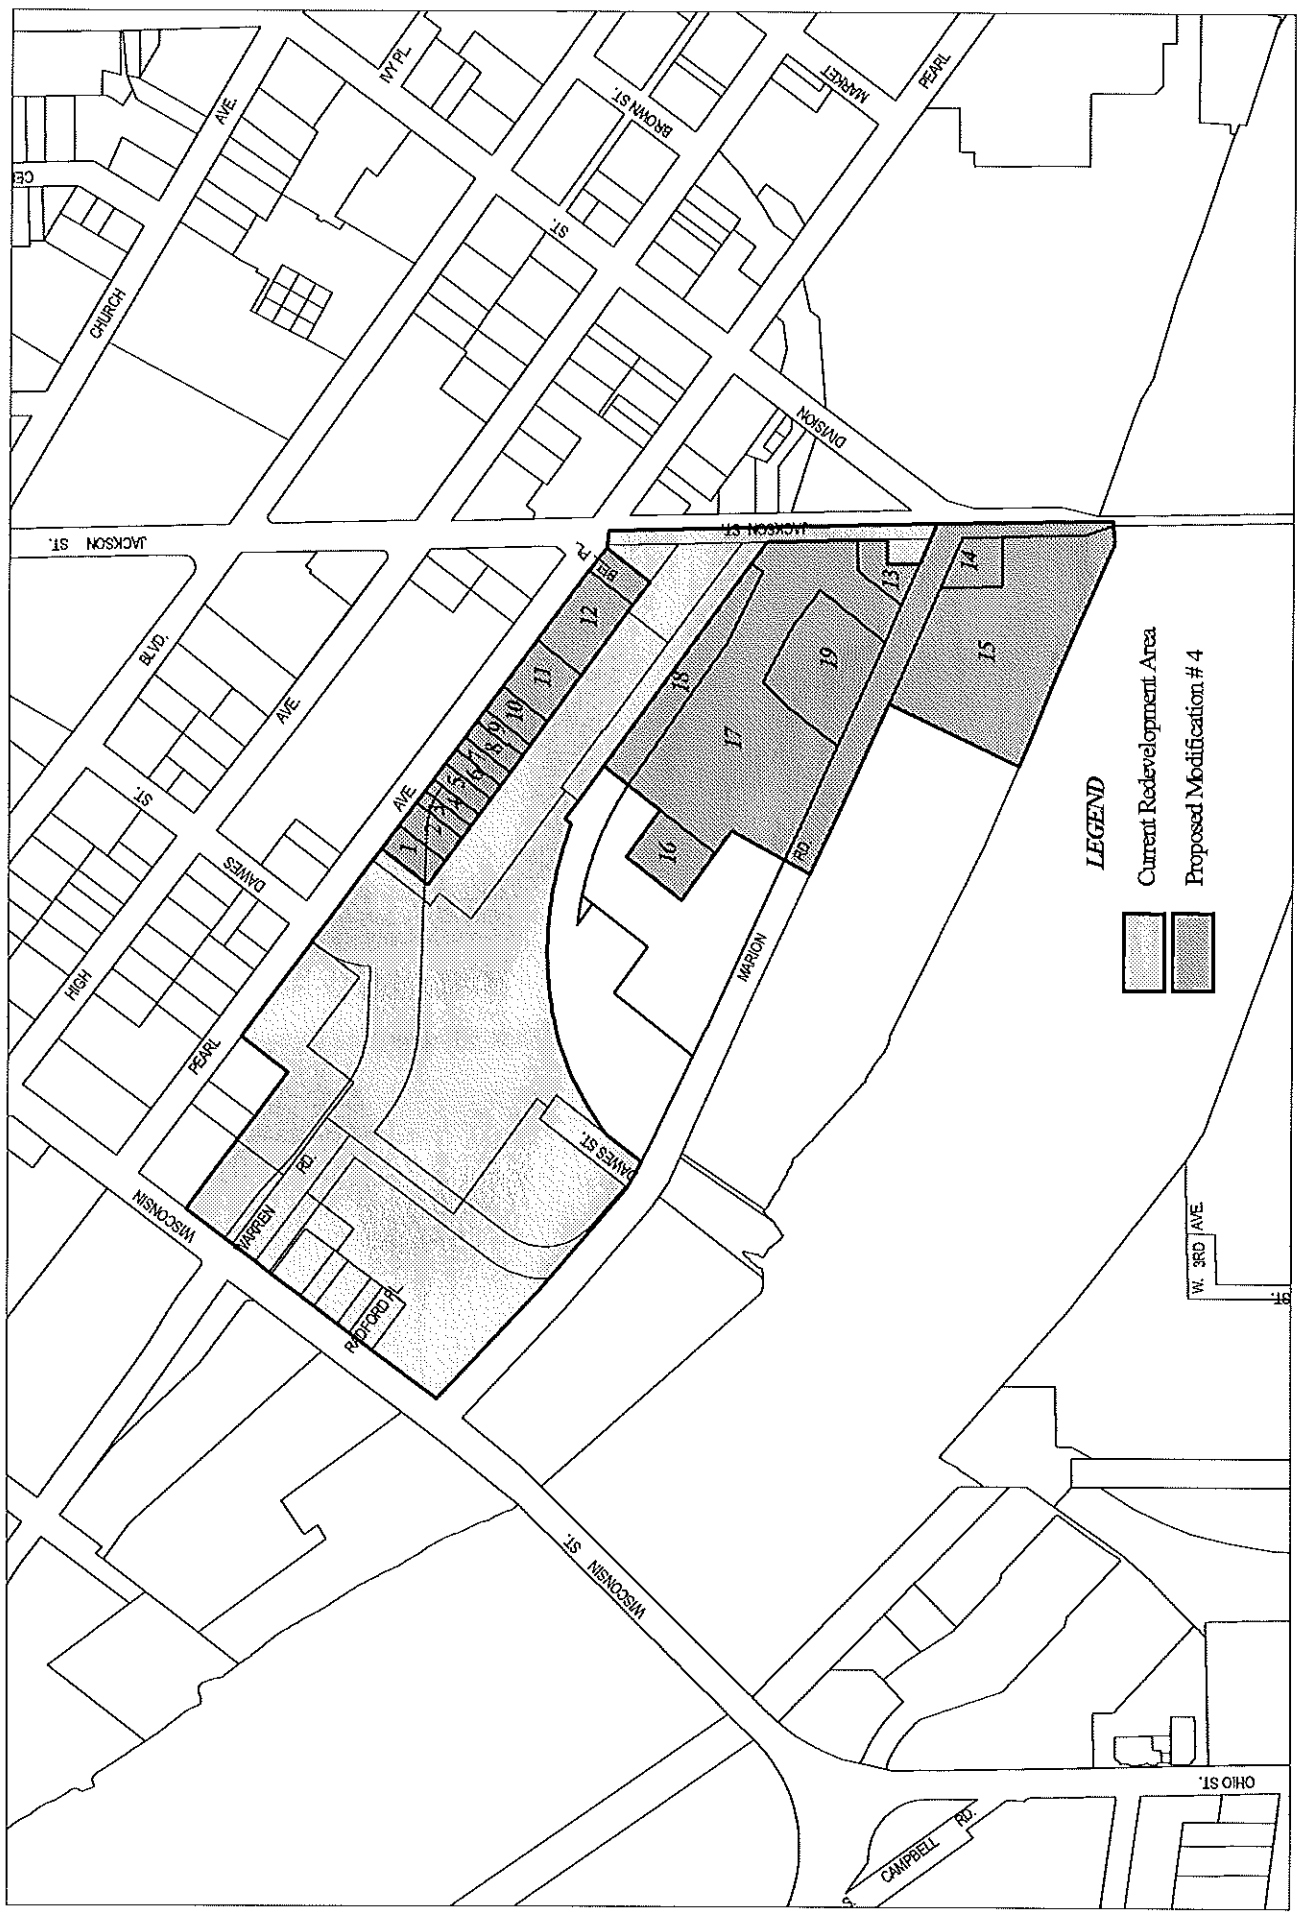 CHURCH
AVE.
IVY PL.
BROWN ST.
MARKET
PEARL
ST.
DIVISION
JACKSON ST.
JACKSON ST.
BLVD.
AVE.
ST.
HIGH
DAWES
PEARL
AVE.
WISCONSIN
WARREN
RD.
RADFORD PL.
DAWES ST.
MARION
RD.
1
2
3
4
5
6
7
8
9
10
11
12
13
14
15
16
17
18
19
WISCONSIN ST.
W. 3RD AVE.
ST.
OHIO ST.
CAMPBELL RD.
S.
LEGEND
Current Redevelopment Area
Proposed Modification # 4